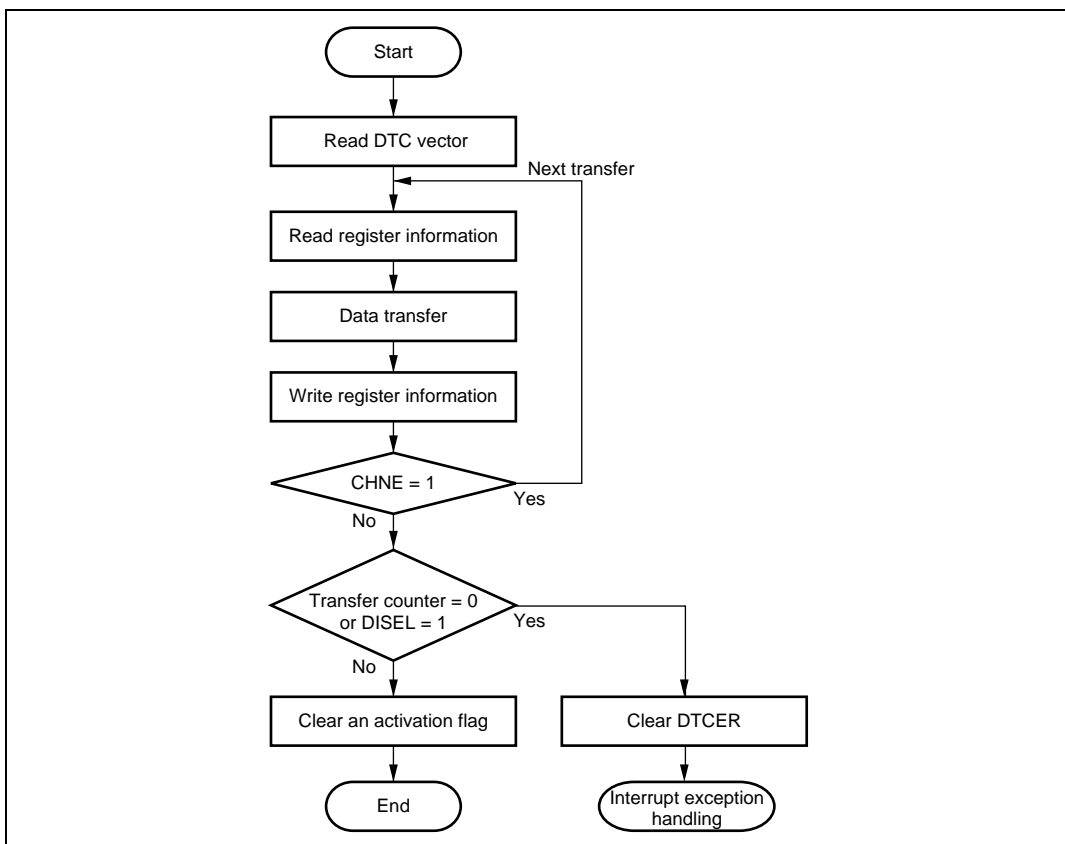 Start
Read DTC vector
Next transfer
Read register information
Data transfer
Write register information
CHNE = 1
Yes
No
Transfer counter = 0
or DISEL = 1
Yes
No
Clear an activation flag
Clear DTCER
End
Interrupt exception
handling